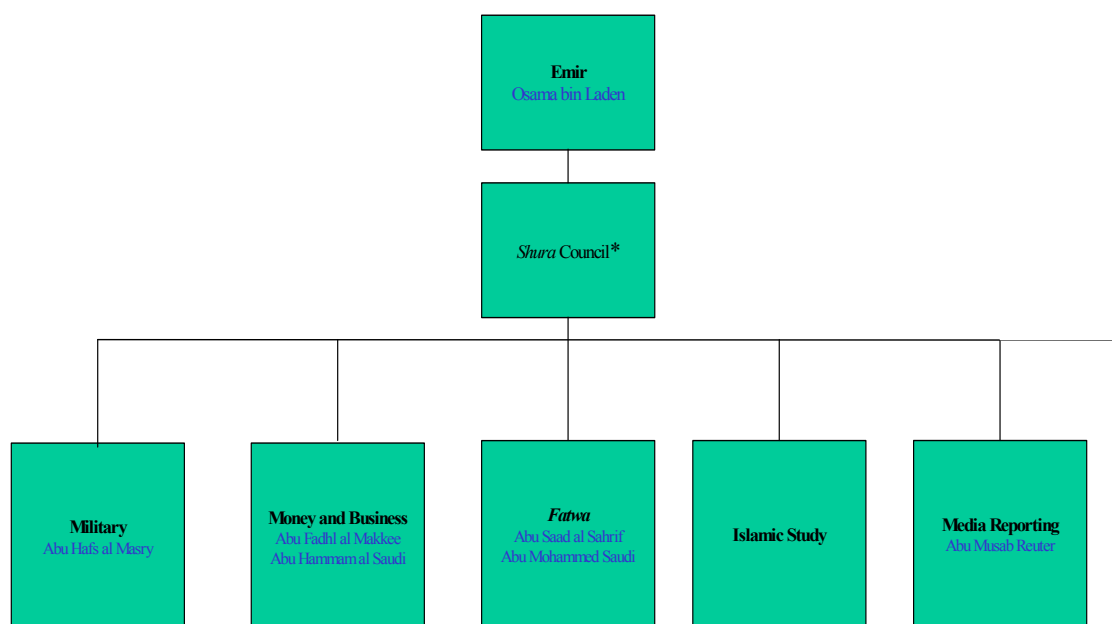 Emir
Osama bin Laden
Shura Council*
Military
Abu Hafs al Masry
Money and Business
Abu Fadhl al Makkee
Abu Hammam al Saudi
Fatwa
Abu Saad al Sahrif
Abu Mohammed Saudi
Islamic Study
Media Reporting
Abu Musab Reuter